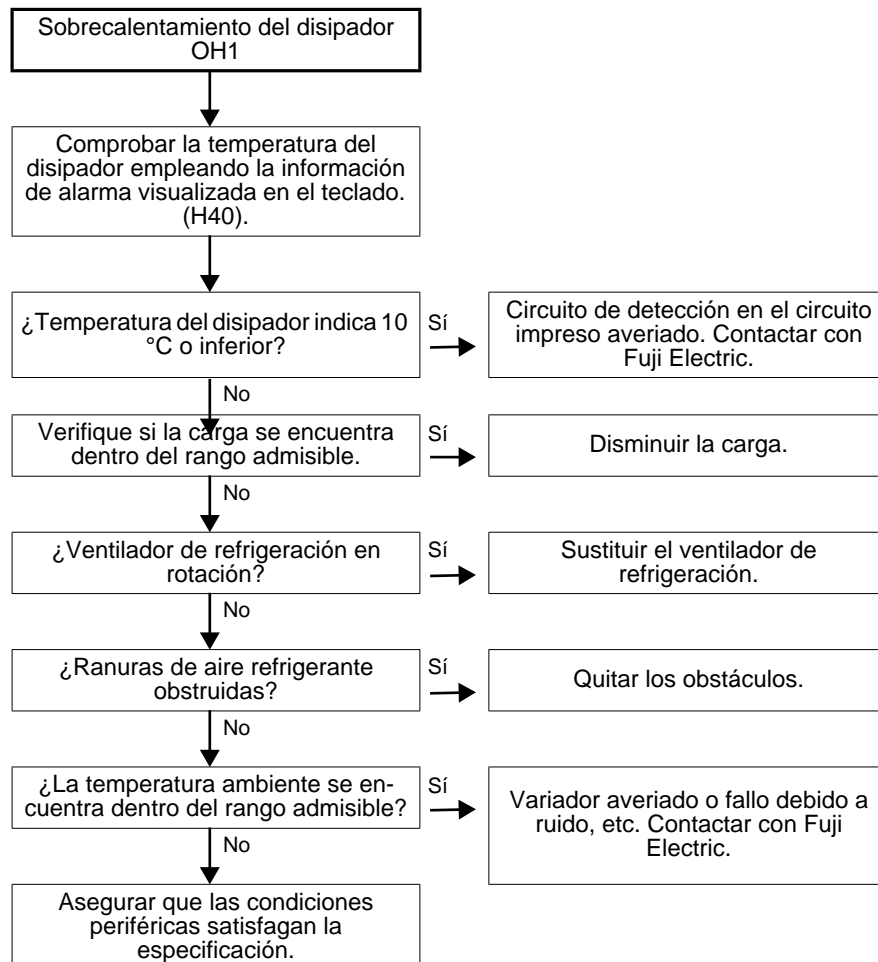 Sobrecalentamiento del disipador
OH1
Comprobar la temperatura del
disipador empleando la información
de alarma visualizada en el teclado.
(H40).
¿Temperatura del disipador indica 10
°C o inferior?
Sí
Circuito de detección en el circuito
impreso averiado. Contactar con
Fuji Electric.
No
Verifique si la carga se encuentra
dentro del rango admisible.
Sí
Disminuir la carga.
No
¿Ventilador de refrigeración en
rotación?
Sí
Sustituir el ventilador de
refrigeración.
No
¿Ranuras de aire refrigerante
obstruidas?
Sí
Quitar los obstáculos.
No
¿La temperatura ambiente se en-
cuentra dentro del rango admisible?
Sí
Variador averiado o fallo debido a
ruido, etc. Contactar con Fuji
Electric.
No
Asegurar que las condiciones
periféricas satisfagan la
especificación.